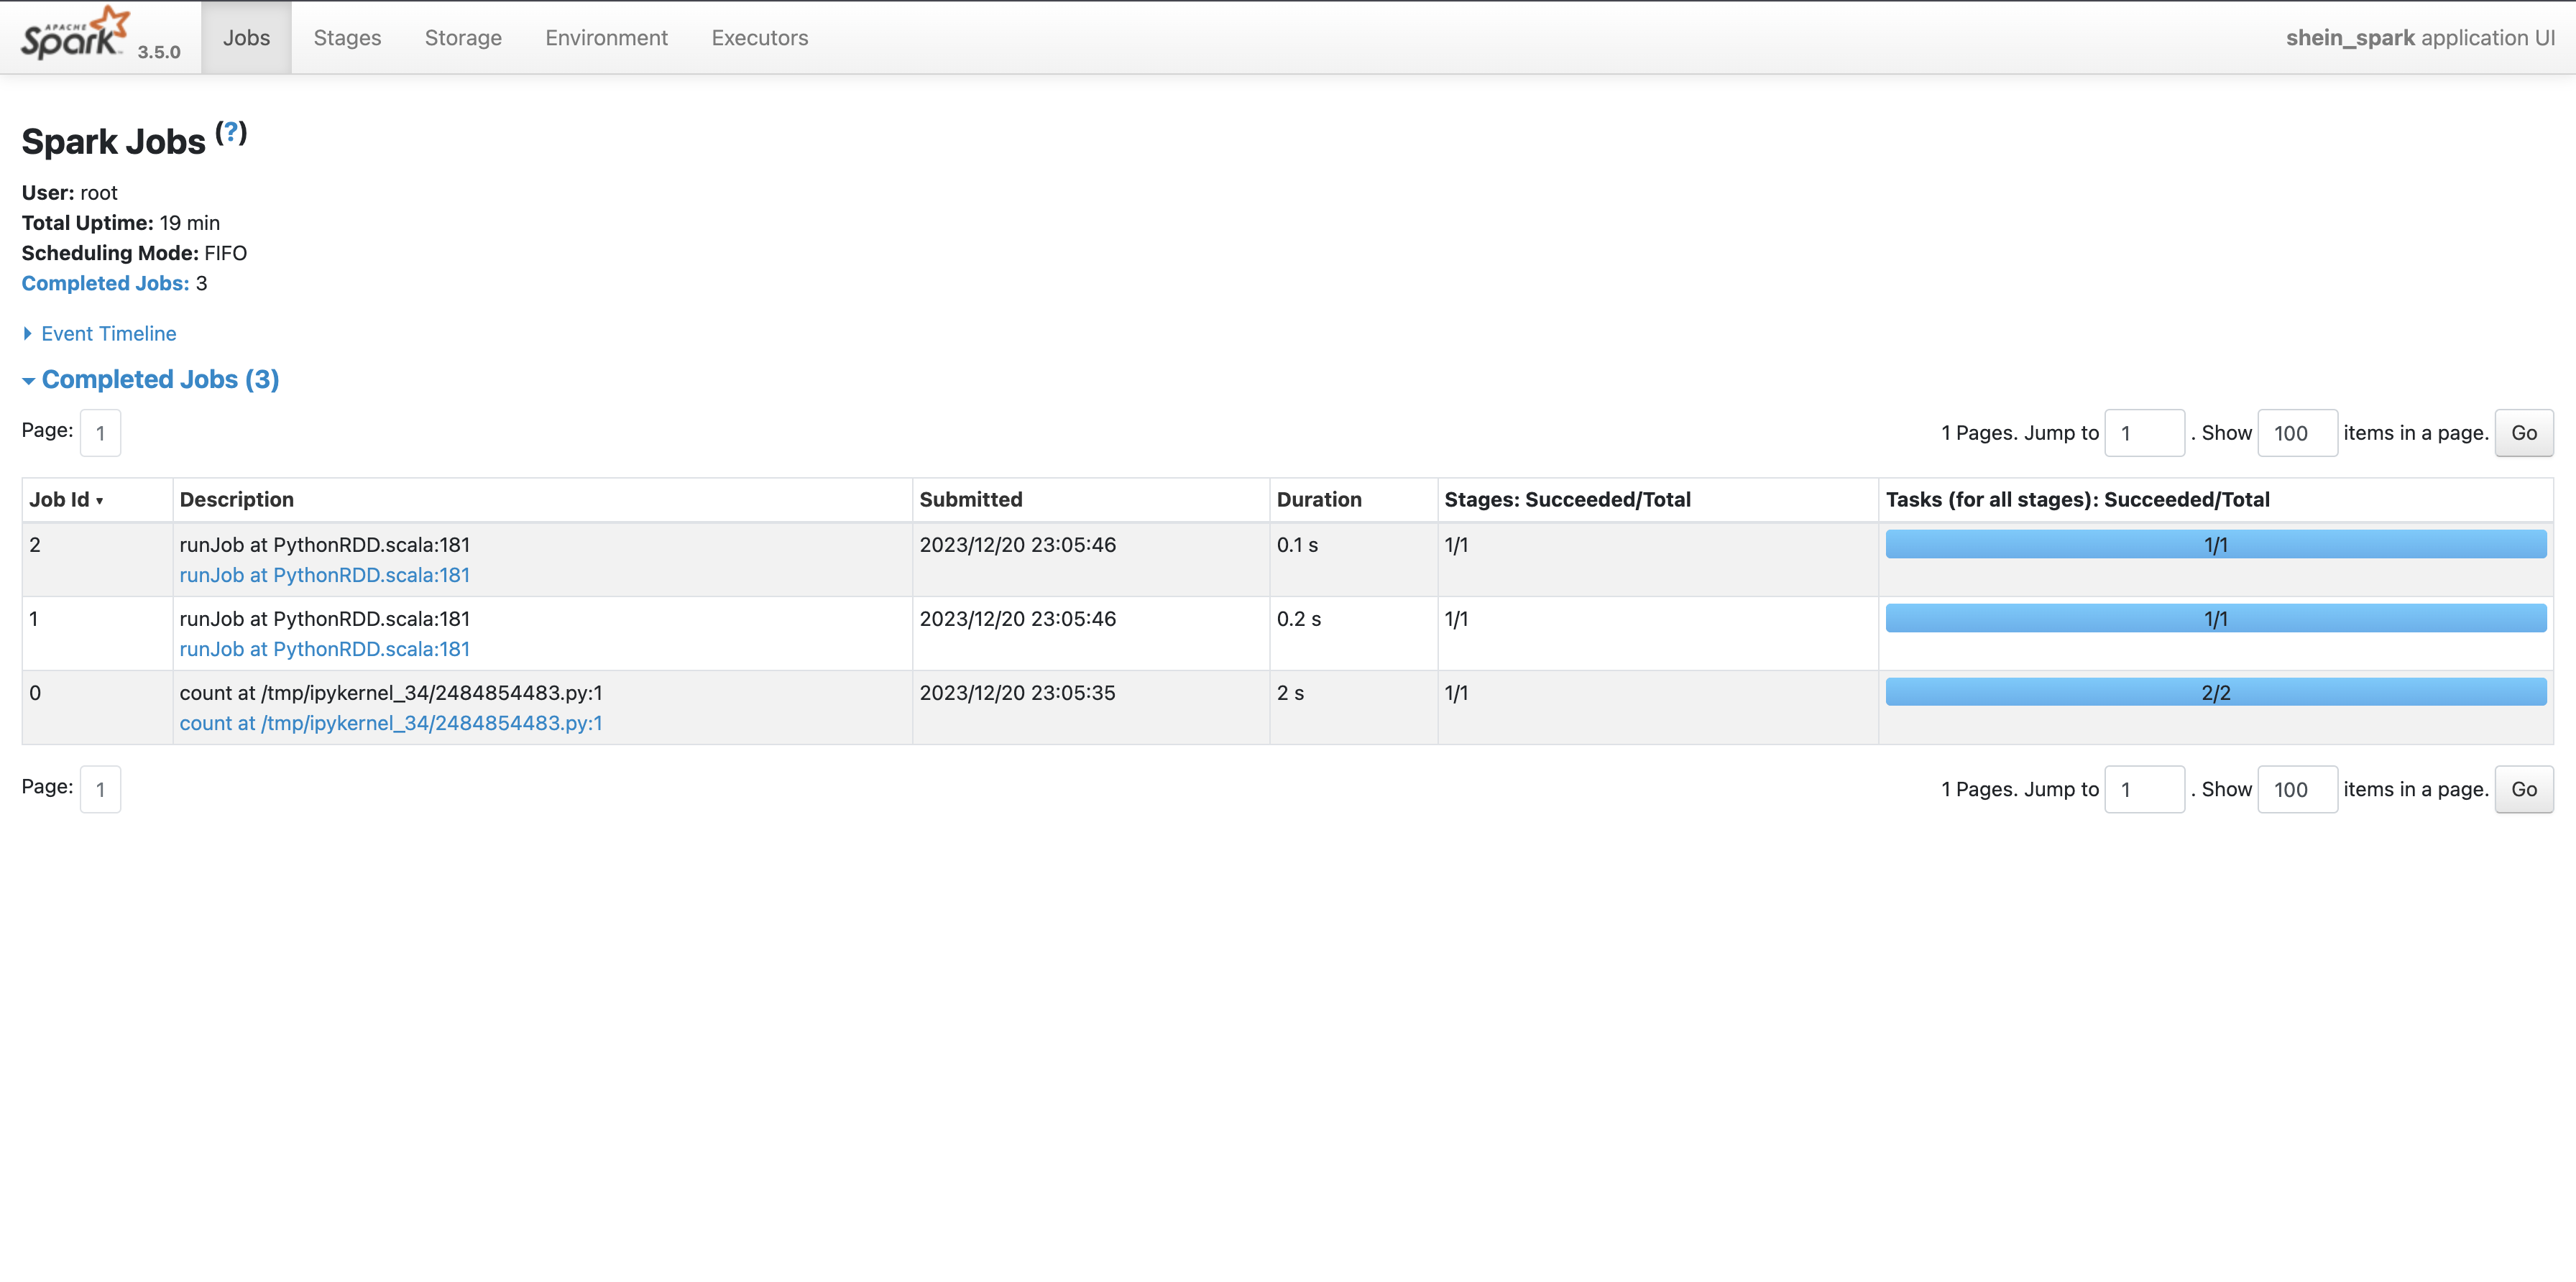 APACHE
Spark 3.5.0 Jobs Stages Storage Environment Executors shein_spark application UI
Spark Jobs (?)
User: root
Total Uptime: 19 min
Scheduling Mode: FIFO
Completed Jobs: 3
Event Timeline
Completed Jobs (3)
Page: 1 1 Pages. Jump to 1 . Show 100 items in a page. Go
Job Id Description Submitted Duration Stages: Succeeded/Total Tasks (for all stages): Succeeded/Total
2 runJob at PythonRDD.scala:181 2023/12/20 23:05:46 0.1 s 1/1 1/1
runJob at PythonRDD.scala:181
1 runJob at PythonRDD.scala:181 2023/12/20 23:05:46 0.2 s 1/1 1/1
runJob at PythonRDD.scala:181
0 count at /tmp/ipykernel_34/2484854483.py:1 2023/12/20 23:05:35 2 s 1/1 2/2
count at /tmp/ipykernel_34/2484854483.py:1
Page: 1 1 Pages. Jump to 1 . Show 100 items in a page. Go